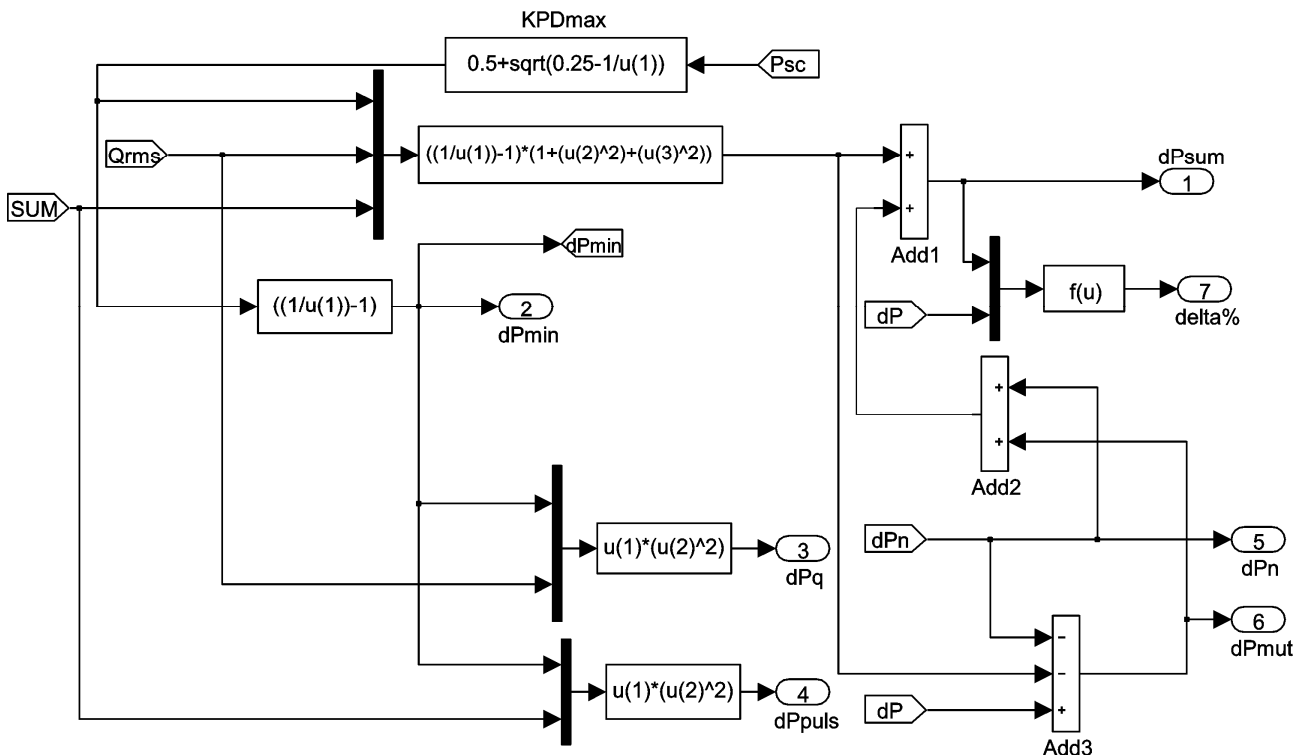 KPDmax
0.5+sqrt(0.25-1/u(1))
Psc
Qrms
((1/u(1))-1)*(1+(u(2)^2)+(u(3)^2))
+
dPsum
1
SUM
+
Add1
dPmin
((1/u(1))-1)
2
dPmin
dP
f(u)
7
delta%
+
+
Add2
dPn
5
dPn
u(1)*(u(2)^2)
3
dPq
6
dPmut
-
-
+
dP
Add3
u(1)*(u(2)^2)
4
dPpuls